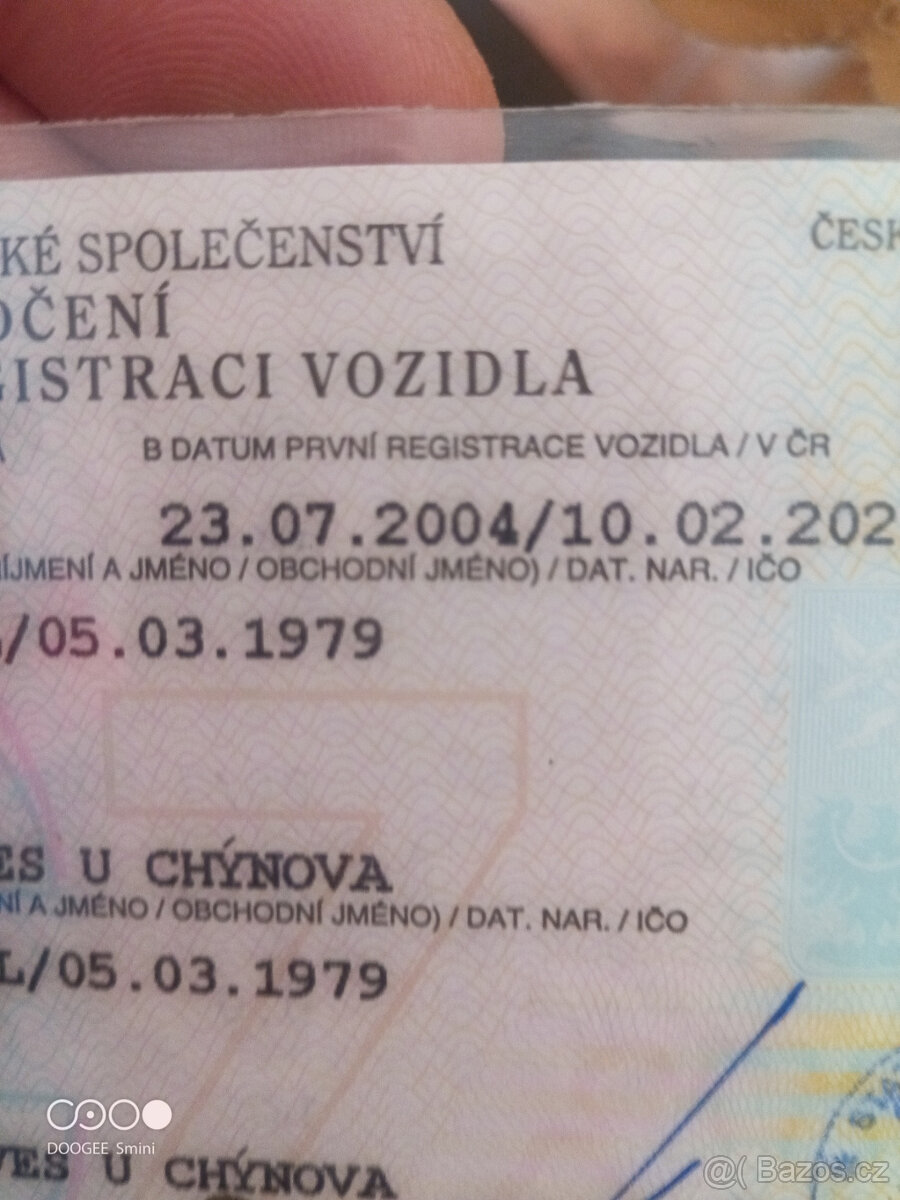 KÉ SPOLEČENSTVÍ
ČESK
OČENÍ
GISTRACI VOZIDLA
B DATUM PRVNÍ REGISTRACE VOZIDLA / V ČR
23.07.2004/10.02.202
ÍJMENÍ A JMÉNO / OBCHODNÍ JMÉNO) / DAT. NAR. / IČO
/05.03.1979
ES U CHÝNOVA
NÍ A JMÉNO / OBCHODNÍ JMÉNO) / DAT. NAR. / IČO
L/05.03.1979
VES U CHÝNOVA
DOOGEE Smini
@( Bazos.cz